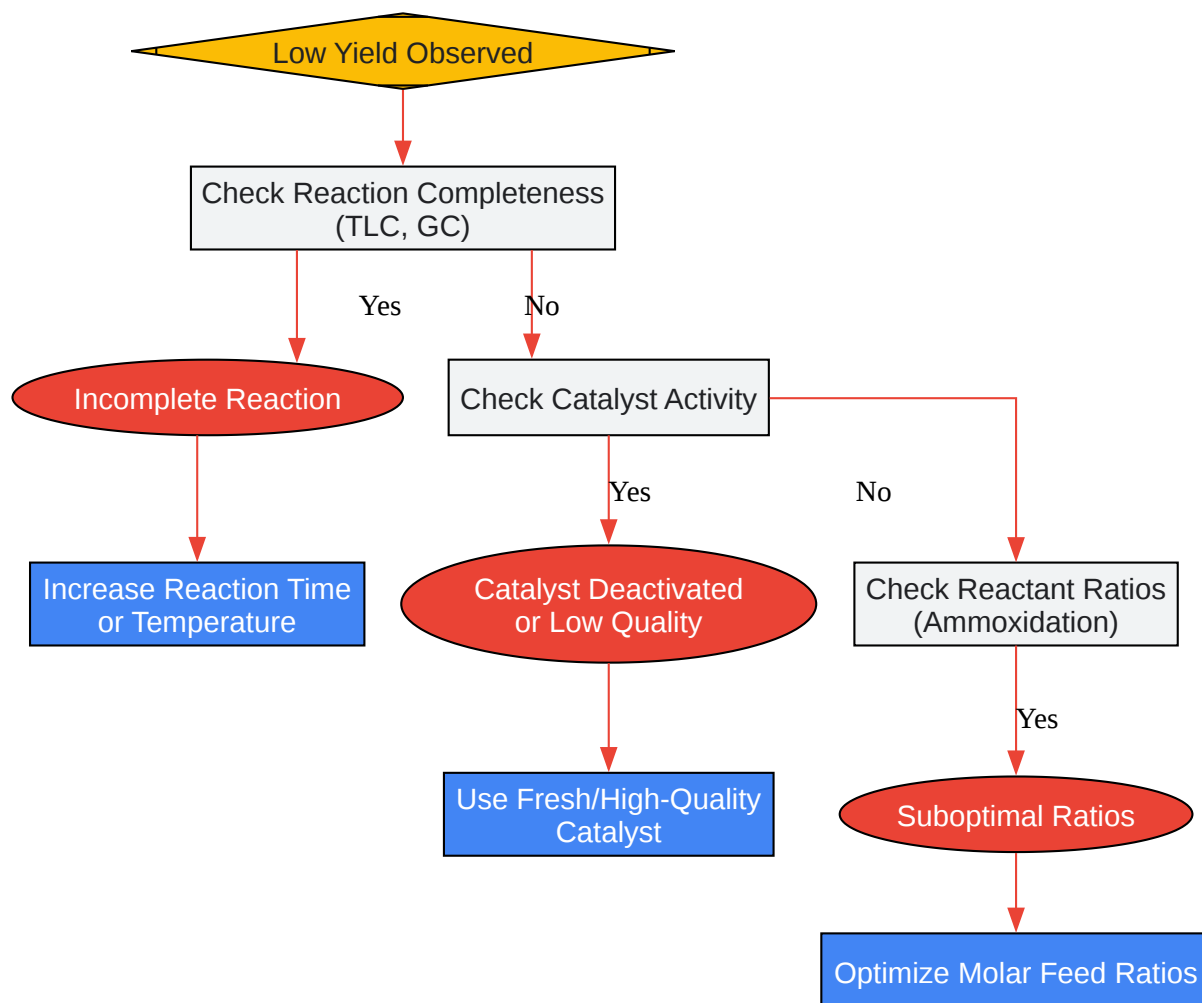 Low Yield Observed
Check Reaction Completeness
(TLC, GC)
Yes
No
Incomplete Reaction
Check Catalyst Activity
Yes
No
Increase Reaction Time
or Temperature
Catalyst Deactivated
or Low Quality
Check Reactant Ratios
(Ammoxidation)
Yes
Use Fresh/High-Quality
Catalyst
Suboptimal Ratios
Optimize Molar Feed Ratios